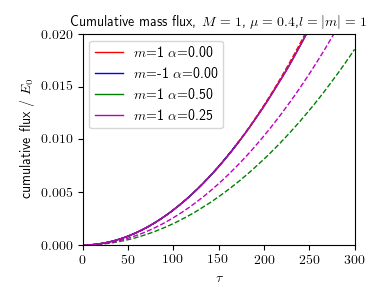 Cumulative mass flux, M = 1, μ = 0.4, l = |m| = 1
0.020
0.015
0.010
0.005
0.000
cumulative flux / E₀
m=1 α=0.00
m=-1 α=0.00
m=1 α=0.50
m=1 α=0.25
0 50 100 150 200 250 300
τ